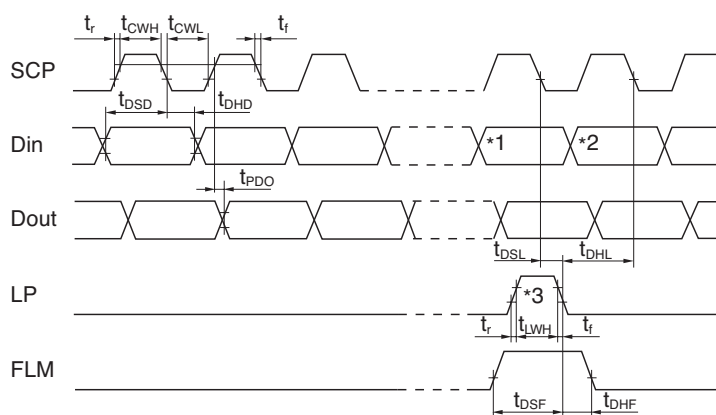 tr tCWH tCWL tf
SCP
tDSD tDHD
Din *1 *2
tPDO
Dout
tDSL tDHL
LP *3
tr tLWH tf
FLM
tDSF tDHF